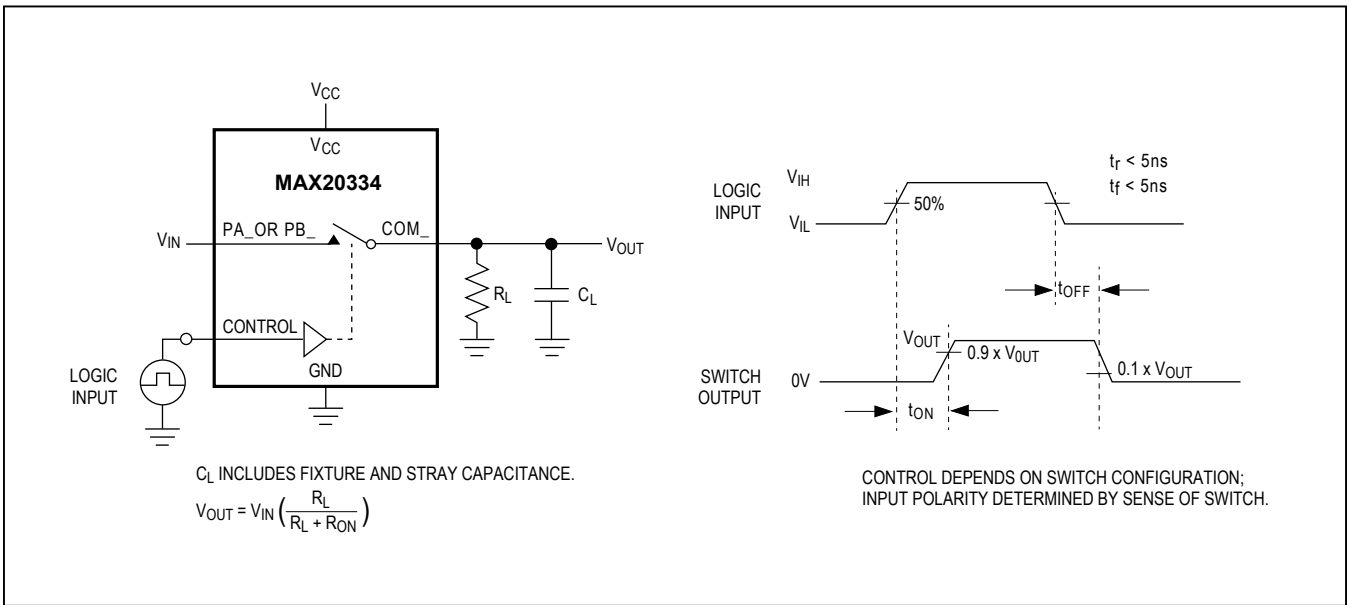 VCC
VCC
MAX20334
VIN
PA_OR PB_
COM_
VOUT
RL
CL
CONTROL
GND
LOGIC
INPUT
CL INCLUDES FIXTURE AND STRAY CAPACITANCE.
VOUT = VIN ( RL / RL + RON )
LOGIC
INPUT
VIH
VIL
50%
tr < 5ns
tf < 5ns
tOFF
SWITCH
OUTPUT
VOUT
0V
0.9 x V0UT
0.1 x VOUT
tON
CONTROL DEPENDS ON SWITCH CONFIGURATION;
INPUT POLARITY DETERMINED BY SENSE OF SWITCH.